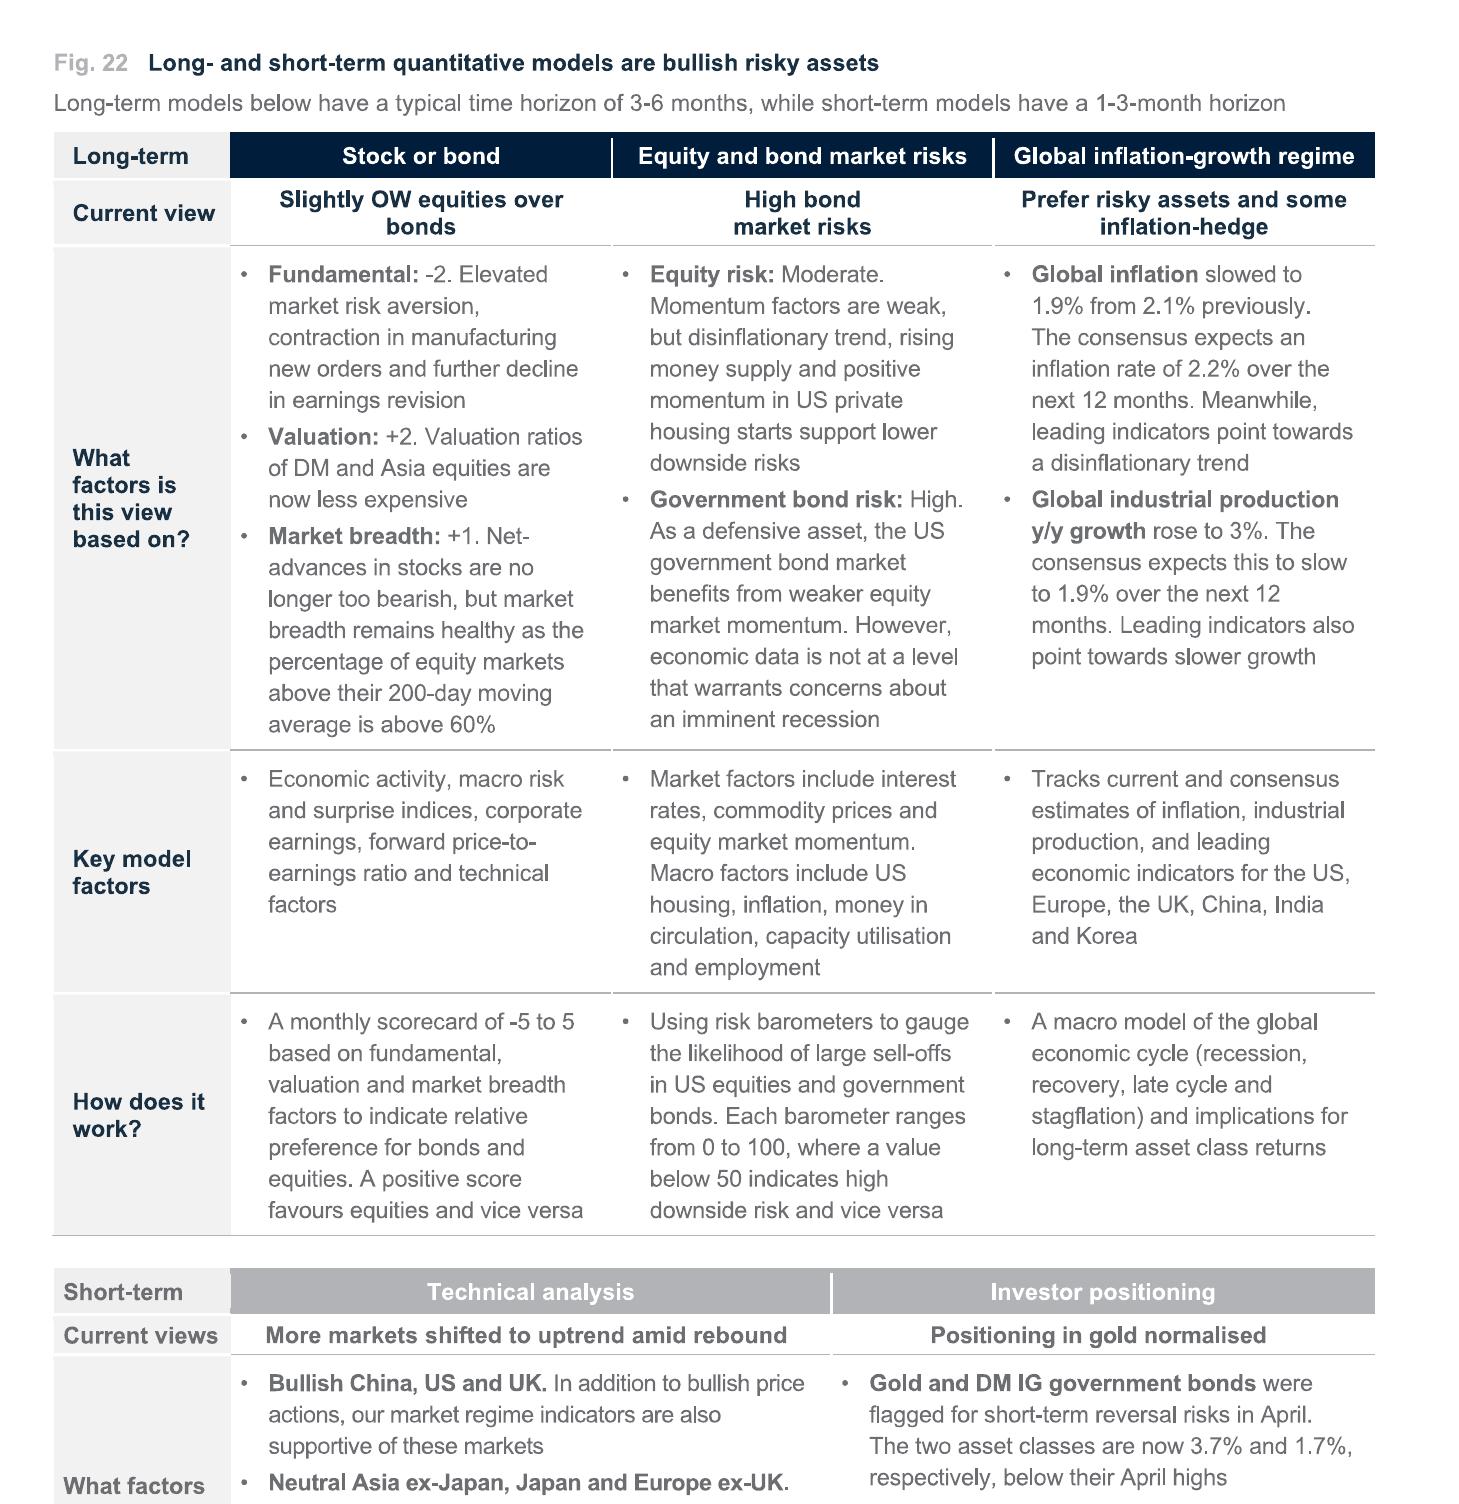 Fig. 22 Long- and short-term quantitative models are bullish risky assets
Long-term models below have a typical time horizon of 3-6 months, while short-term models have a 1-3-month horizon
Long-term
Stock or bond
Equity and bond market risks
Global inflation-growth regime
Current view
Slightly OW equities over
bonds
High bond
market risks
Prefer risky assets and some
inflation-hedge
What
factors is
this view
based on?
• Fundamental: -2. Elevated
market risk aversion,
contraction in manufacturing
new orders and further decline
in earnings revision
• Valuation: +2. Valuation ratios
of DM and Asia equities are
now less expensive
• Market breadth: +1. Net-
advances in stocks are no
longer too bearish, but market
breadth remains healthy as the
percentage of equity markets
above their 200-day moving
average is above 60%
• Equity risk: Moderate.
Momentum factors are weak,
but disinflationary trend, rising
money supply and positive
momentum in US private
housing starts support lower
downside risks
• Government bond risk: High.
As a defensive asset, the US
government bond market
benefits from weaker equity
market momentum. However,
economic data is not at a level
that warrants concerns about
an imminent recession
• Global inflation slowed to
1.9% from 2.1% previously.
The consensus expects an
inflation rate of 2.2% over the
next 12 months. Meanwhile,
leading indicators point towards
a disinflationary trend
• Global industrial production
y/y growth rose to 3%. The
consensus expects this to slow
to 1.9% over the next 12
months. Leading indicators also
point towards slower growth
Key model
factors
• Economic activity, macro risk
and surprise indices, corporate
earnings, forward price-to-
earnings ratio and technical
factors
• Market factors include interest
rates, commodity prices and
equity market momentum.
Macro factors include US
housing, inflation, money in
circulation, capacity utilisation
and employment
• Tracks current and consensus
estimates of inflation, industrial
production, and leading
economic indicators for the US,
Europe, the UK, China, India
and Korea
How does it
work?
• A monthly scorecard of -5 to 5
based on fundamental,
valuation and market breadth
factors to indicate relative
preference for bonds and
equities. A positive score
favours equities and vice versa
• Using risk barometers to gauge
the likelihood of large sell-offs
in US equities and government
bonds. Each barometer ranges
from 0 to 100, where a value
below 50 indicates high
downside risk and vice versa
• A macro model of the global
economic cycle (recession,
recovery, late cycle and
stagflation) and implications for
long-term asset class returns
Short-term
Technical analysis
Investor positioning
Current views
More markets shifted to uptrend amid rebound
Positioning in gold normalised
What factors
• Bullish China, US and UK. In addition to bullish price
actions, our market regime indicators are also
supportive of these markets
• Neutral Asia ex-Japan, Japan and Europe ex-UK.
• Gold and DM IG government bonds were
flagged for short-term reversal risks in April.
The two asset classes are now 3.7% and 1.7%,
respectively, below their April highs